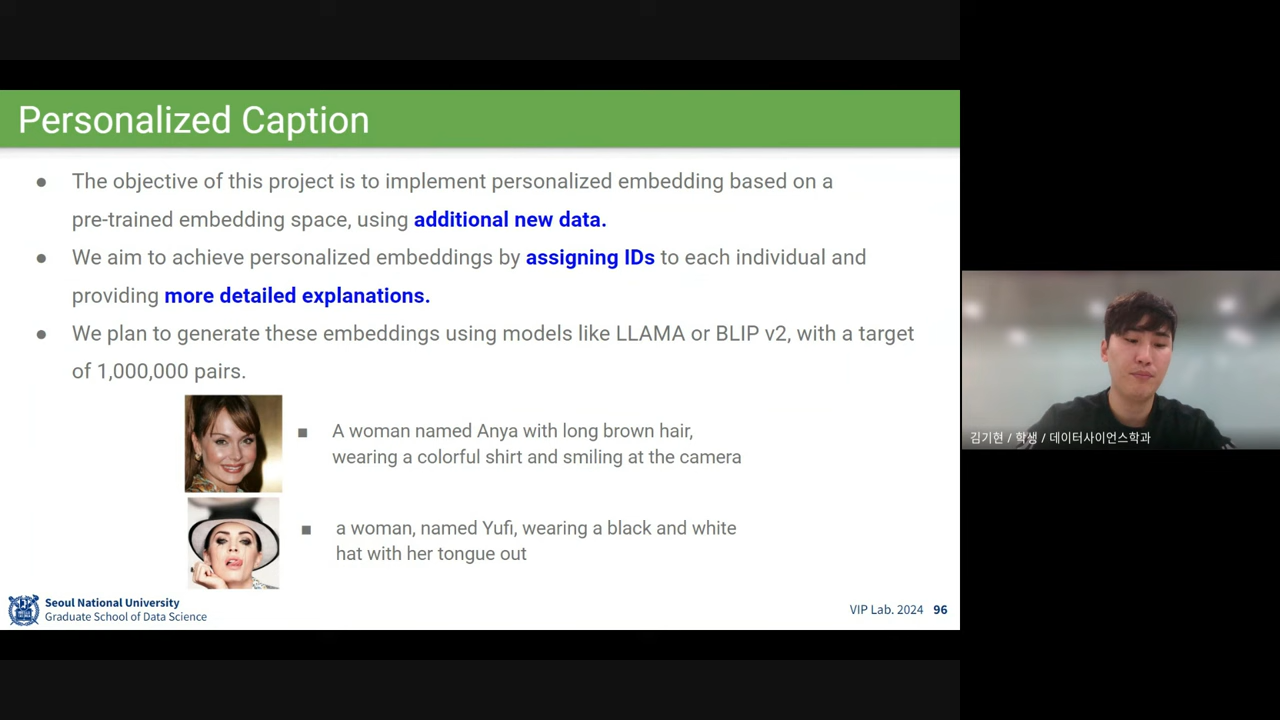 Personalized Caption
● The objective of this project is to implement personalized embedding based on a
pre-trained embedding space, using additional new data.
● We aim to achieve personalized embeddings by assigning IDs to each individual and
providing more detailed explanations.
● We plan to generate these embeddings using models like LLAMA or BLIP v2, with a target
of 1,000,000 pairs.
■ A woman named Anya with long brown hair,
wearing a colorful shirt and smiling at the camera
■ a woman, named Yufi, wearing a black and white
hat with her tongue out
Seoul National University
Graduate School of Data Science
VIP Lab. 2024 96
김기현 / 학생 / 데이터사이언스학과